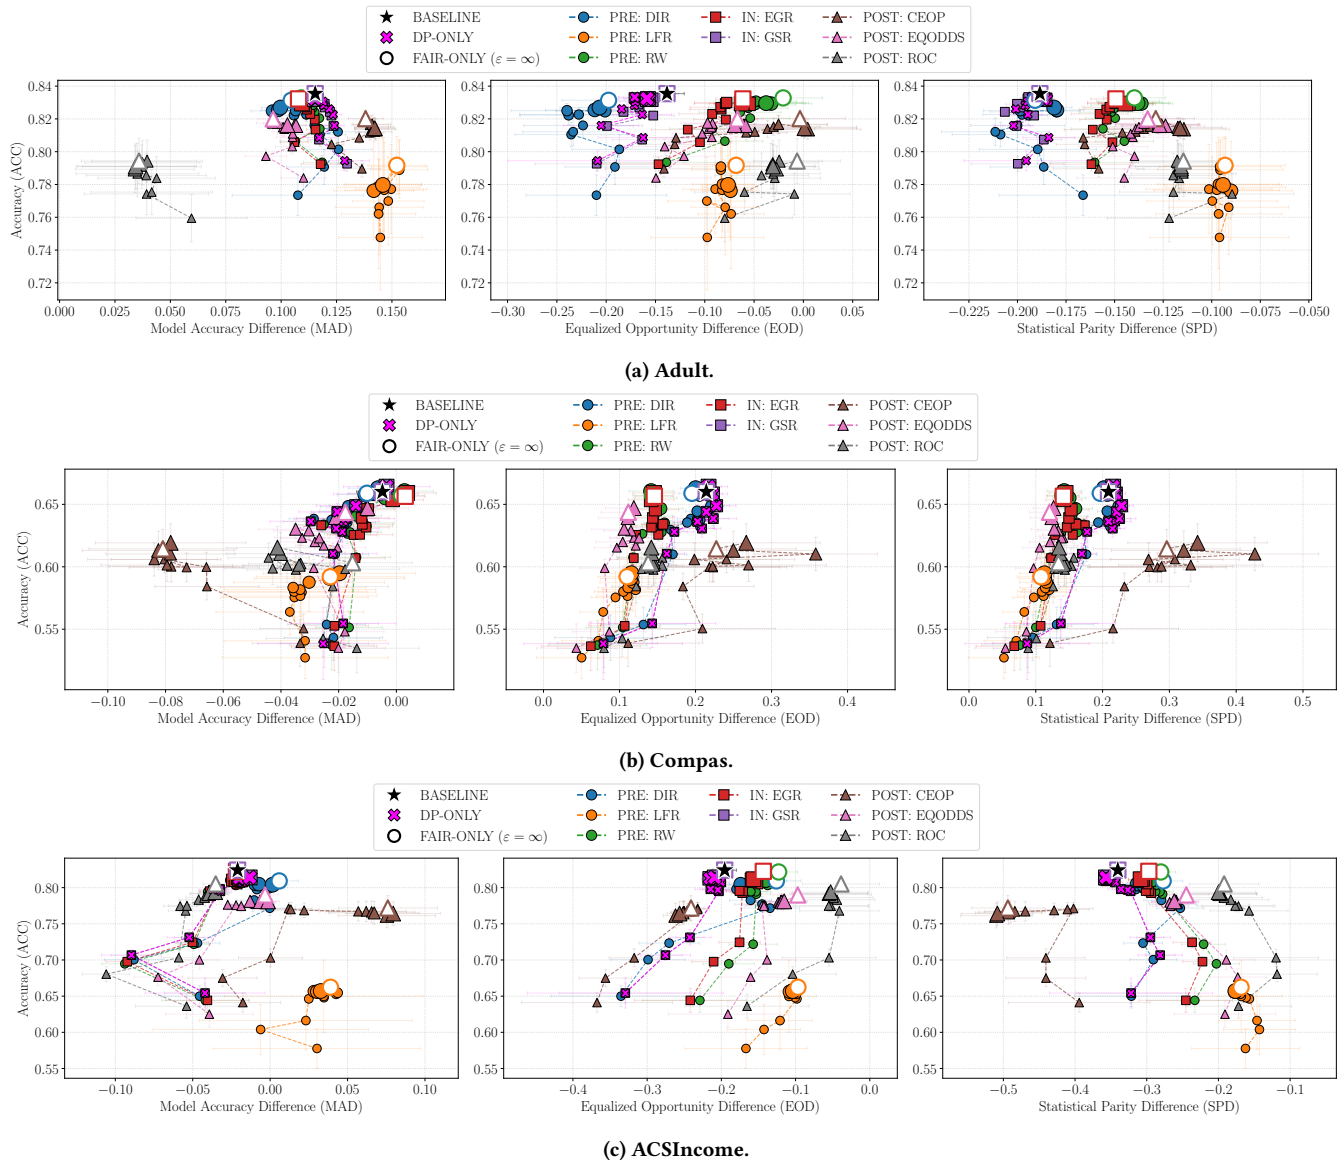 BASELINE
DP-ONLY
FAIR-ONLY (ε = ∞)
PRE: DIR
PRE: LFR
PRE: RW
IN: EGR
IN: GSR
POST: CEOP
POST: EQODDS
POST: ROC
Accuracy (ACC)
0.84
0.82
0.80
0.78
0.76
0.74
0.72
0.000 0.025 0.050 0.075 0.100 0.125 0.150
Model Accuracy Difference (MAD)
−0.30 −0.25 −0.20 −0.15 −0.10 −0.05 0.00 0.05
Equalized Opportunity Difference (EOD)
−0.225 −0.200 −0.175 −0.150 −0.125 −0.100 −0.075 −0.050
Statistical Parity Difference (SPD)
(a) Adult.
BASELINE
DP-ONLY
FAIR-ONLY (ε = ∞)
PRE: DIR
PRE: LFR
PRE: RW
IN: EGR
IN: GSR
POST: CEOP
POST: EQODDS
POST: ROC
Accuracy (ACC)
0.65
0.60
0.55
−0.10 −0.08 −0.06 −0.04 −0.02 0.00
Model Accuracy Difference (MAD)
0.0 0.1 0.2 0.3 0.4
Equalized Opportunity Difference (EOD)
0.0 0.1 0.2 0.3 0.4 0.5
Statistical Parity Difference (SPD)
(b) Compas.
BASELINE
DP-ONLY
FAIR-ONLY (ε = ∞)
PRE: DIR
PRE: LFR
PRE: RW
IN: EGR
IN: GSR
POST: CEOP
POST: EQODDS
POST: ROC
Accuracy (ACC)
0.80
0.75
0.70
0.65
0.60
0.55
−0.10 −0.05 0.00 0.05 0.10
Model Accuracy Difference (MAD)
−0.4 −0.3 −0.2 −0.1 0.0
Equalized Opportunity Difference (EOD)
−0.5 −0.4 −0.3 −0.2 −0.1
Statistical Parity Difference (SPD)
(c) ACSIncome.